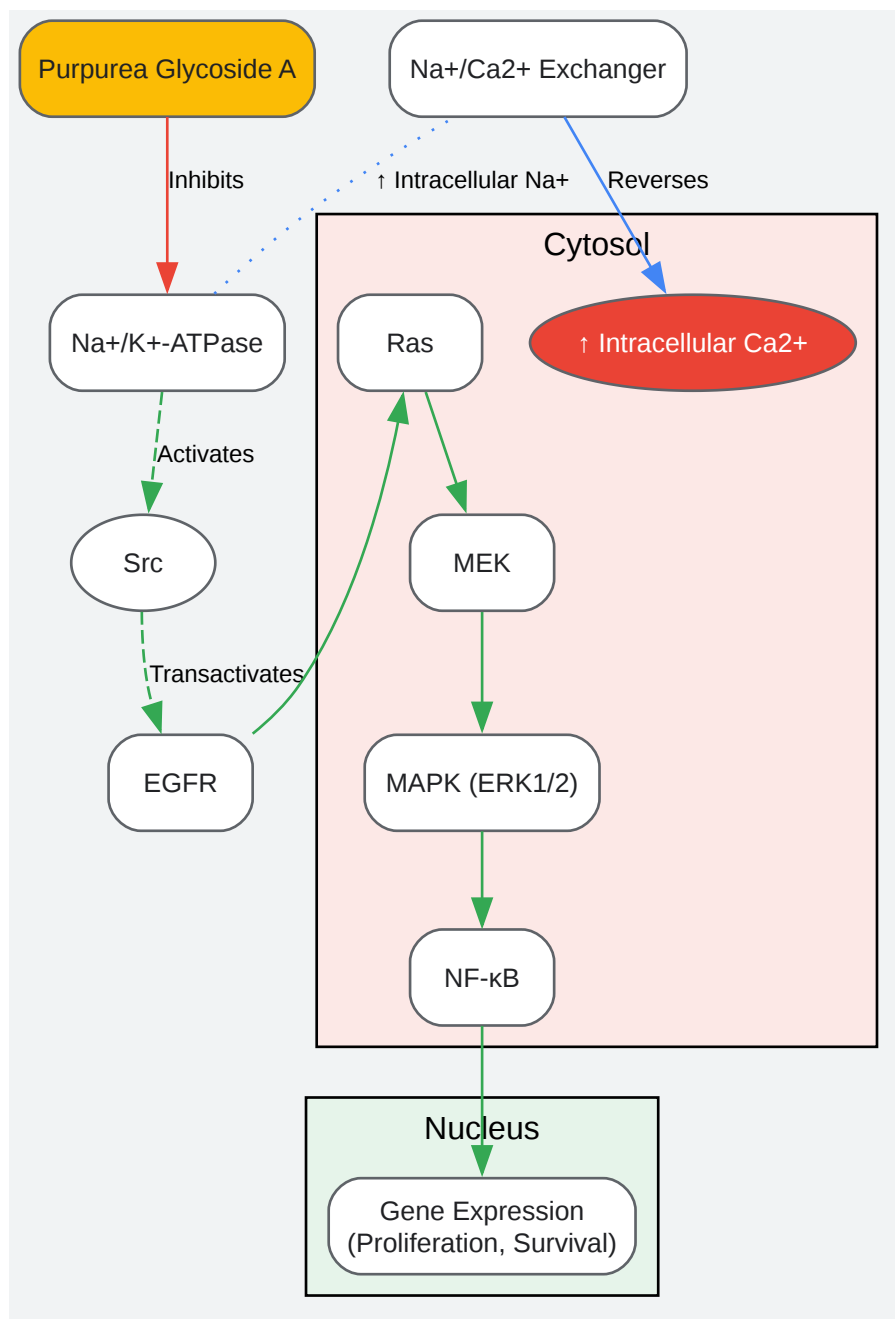 Purpurea Glycoside A
Na+/Ca2+ Exchanger
Inhibits
↑ Intracellular Na+
Reverses
Cytosol
Na+/K+-ATPase
Ras
↑ Intracellular Ca2+
Activates
Src
MEK
Transactivates
EGFR
MAPK (ERK1/2)
NF-κB
Nucleus
Gene Expression
(Proliferation, Survival)